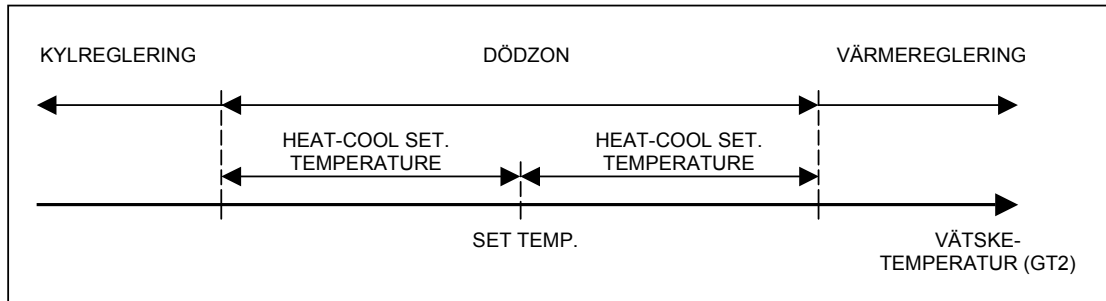 KYLREGLERING
DÖDZON
VÄRMEREGLERING
HEAT-COOL SET.
TEMPERATURE
HEAT-COOL SET.
TEMPERATURE
SET TEMP.
VÄTSKE-
TEMPERATUR (GT2)